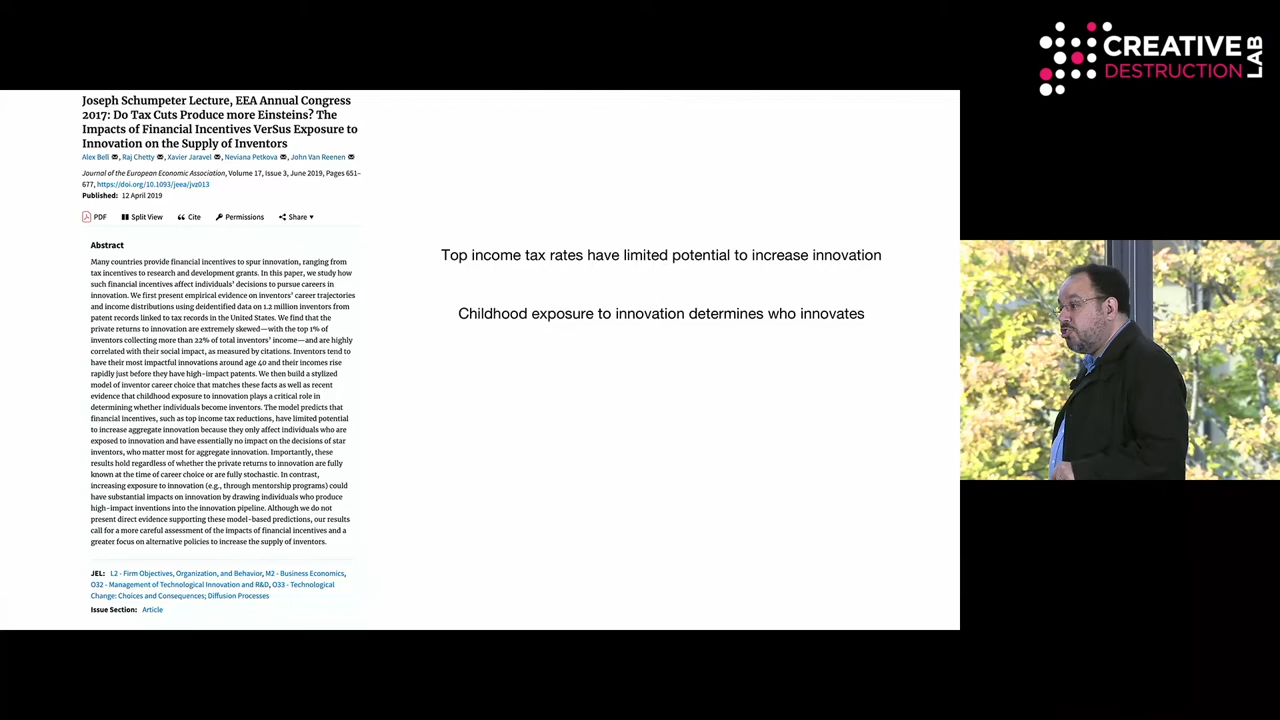 CREATIVE
DESTRUCTION
LAB
Joseph Schumpeter Lecture, EEA Annual Congress
2017: Do Tax Cuts Produce more Einsteins? The
Impacts of Financial Incentives VerSus Exposure to
Innovation on the Supply of Inventors
Alex Bell, Raj Chetty, Xavier Jaravel, Neviana Petkova, John Van Reenen
Journal of the European Economic Association, Volume 17, Issue 3, June 2019, Pages 651–
677, https://doi.org/10.1093/jeea/jvz013
Published: 12 April 2019
PDF Split View Cite Permissions Share
Abstract
Many countries provide financial incentives to spur innovation, ranging from
tax incentives to research and development grants. In this paper, we study how
such financial incentives affect individuals' decisions to pursue careers in
innovation. We first present empirical evidence on inventors' career trajectories
and income distributions using deidentified data on 1.2 million inventors from
patent records linked to tax records in the United States. We find that the
private returns to innovation are extremely skewed—with the top 1% of
inventors collecting more than 22% of total inventors' income—and are highly
correlated with their social impact, as measured by citations. Inventors tend to
have their most impactful innovations around age 40 and their incomes rise
rapidly just before they have high-impact patents. We then build a stylized
model of inventor career choice that matches these facts as well as recent
evidence that childhood exposure to innovation plays a critical role in
determining whether individuals become inventors. The model predicts that
financial incentives, such as top income tax reductions, have limited potential
to increase aggregate innovation because they only affect individuals who are
exposed to innovation and have essentially no impact on the decisions of star
inventors, who matter most for aggregate innovation. Importantly, these
results hold regardless of whether the private returns to innovation are fully
known at the time of career choice or are fully stochastic. In contrast,
increasing exposure to innovation (e.g., through mentorship programs) could
have substantial impacts on innovation by drawing individuals who produce
high-impact inventions into the innovation pipeline. Although we do not
present direct evidence supporting these model-based predictions, our results
call for a more careful assessment of the impacts of financial incentives and a
greater focus on alternative policies to increase the supply of inventors.
JEL: L2 - Firm Objectives, Organization, and Behavior, M2 - Business Economics,
O32 - Management of Technological Innovation and R&D, O33 - Technological
Change: Choices and Consequences; Diffusion Processes
Issue Section: Article
Top income tax rates have limited potential to increase innovation
Childhood exposure to innovation determines who innovates